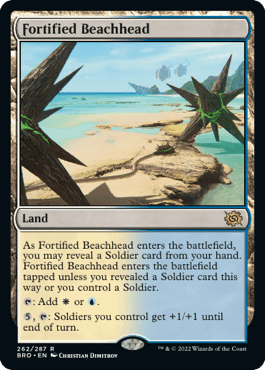 Fortified Beachhead
Land
As Fortified Beachhead enters the battlefield,
you may reveal a Soldier card from your hand.
Fortified Beachhead enters the battlefield
tapped unless you revealed a Soldier card this
way or you control a Soldier.
: Add or .
5, : Soldiers you control get +1/+1 until
end of turn.
262/287 R
BRO • EN CHRISTIAN DIMITROV
™ & © 2022 Wizards of the Coast